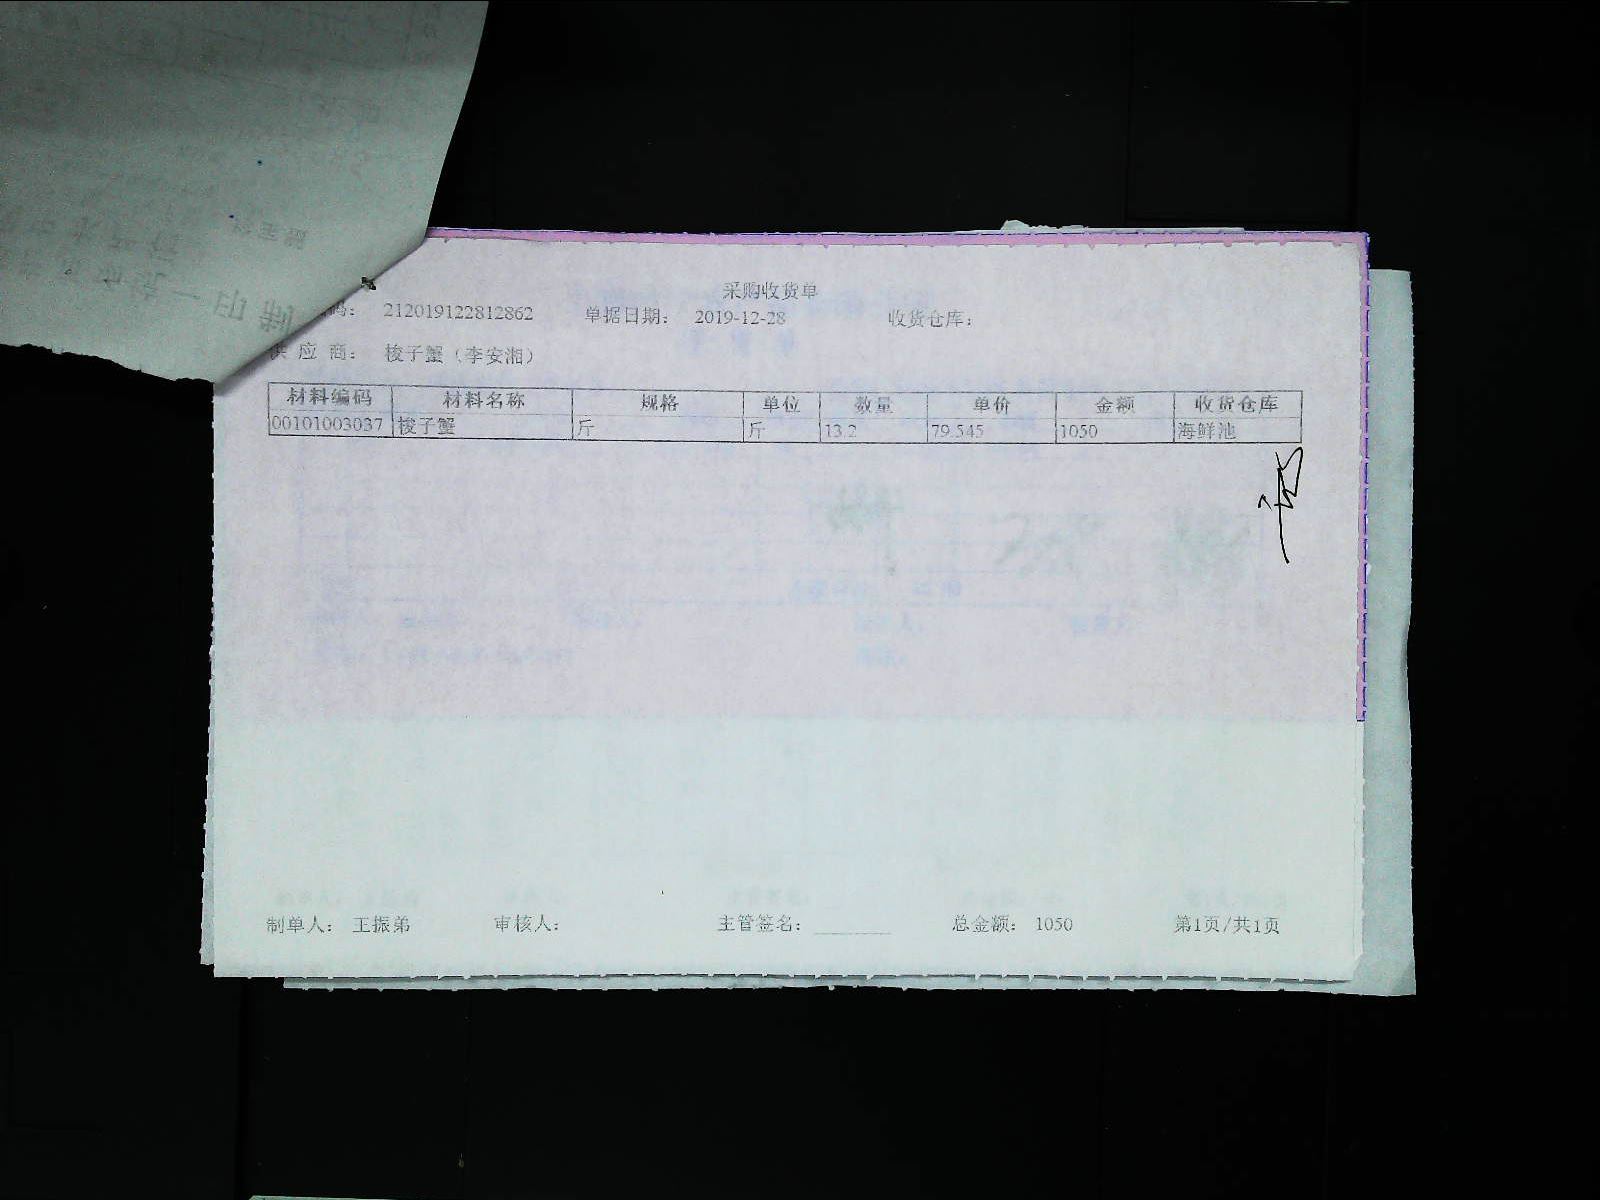 采购收货单
码： 212019122812862 单据日期： 2019-12-28 收货仓库：
供 应 商： 梭子蟹（李安湘）
材料编码 材料名称 规格 单位 数量 单价 金额 收货仓库
00101003037 梭子蟹 斤 斤 13.2 79.545 1050 海鲜池
制单人： 王振弟 审核人： 主管签名： 总金额： 1050 第1页/共1页